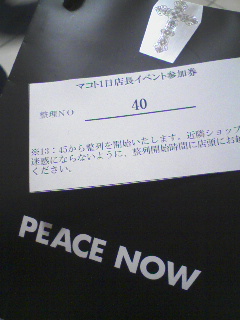 マコト1日店長イベント参加券
整理NO 40
※13:45から整列を開始いたします。近隣ショップ
迷惑にならないように、整列開始時間に店頭にお越
ください。
PEACE NOW